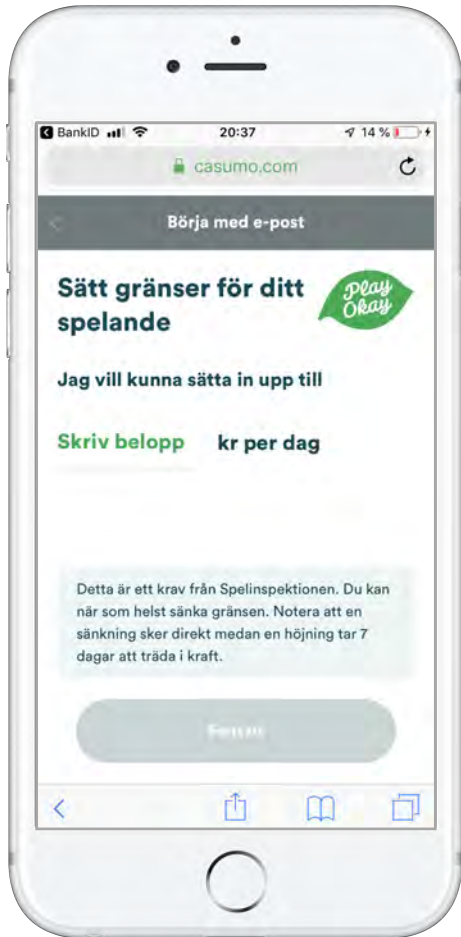 BankID 20:37 14 %
casumo.com
Börja med e-post
Sätt gränser för ditt
spelande
Play
Okay
Jag vill kunna sätta in upp till
Skriv belopp kr per dag
Detta är ett krav från Spelinspektionen. Du kan
när som helst sänka gränsen. Notera att en
sänkning sker direkt medan en höjning tar 7
dagar att träda i kraft.